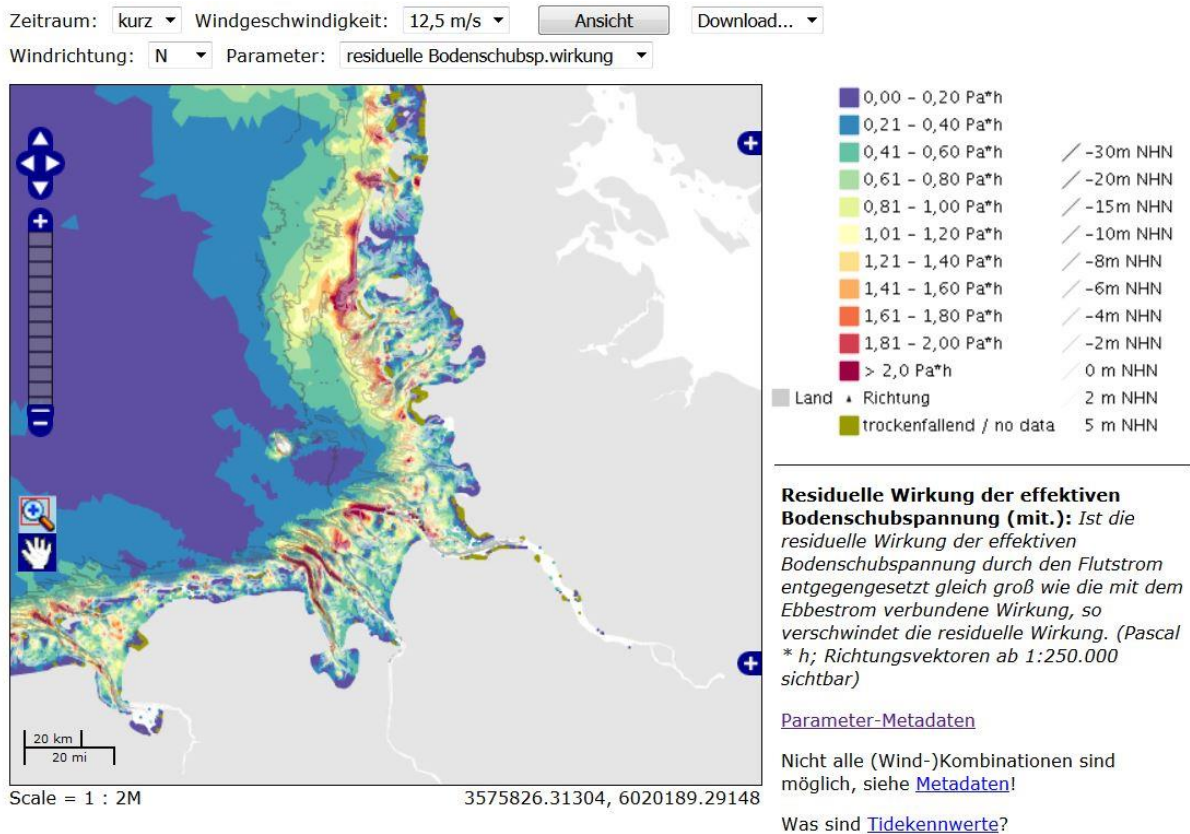 Zeitraum: kurz Windgeschwindigkeit: 12,5 m/s Ansicht Download...
Windrichtung: N Parameter: residuelle Bodenschubsp.wirkung
0,00 – 0,20 Pa*h
0,21 – 0,40 Pa*h
0,41 – 0,60 Pa*h -30m NHN
0,61 – 0,80 Pa*h -20m NHN
0,81 – 1,00 Pa*h -15m NHN
1,01 – 1,20 Pa*h -10m NHN
1,21 – 1,40 Pa*h -8m NHN
1,41 – 1,60 Pa*h -6m NHN
1,61 – 1,80 Pa*h -4m NHN
1,81 – 2,00 Pa*h -2m NHN
> 2,0 Pa*h 0 m NHN
Land Richtung 2 m NHN
trockenfallend / no data 5 m NHN
Residuelle Wirkung der effektiven
Bodenschubspannung (mit.): Ist die
residuelle Wirkung der effektiven
Bodenschubspannung durch den Flutstrom
entgegengesetzt gleich groß wie die mit dem
Ebbestrom verbundene Wirkung, so
verschwindet die residuelle Wirkung. (Pascal
* h; Richtungsvektoren ab 1:250.000
sichtbar)
Parameter-Metadaten
Nicht alle (Wind-)Kombinationen sind
möglich, siehe Metadaten!
Was sind Tidekennwerte?
20 km
20 mi
Scale = 1 : 2M 3575826.31304, 6020189.29148